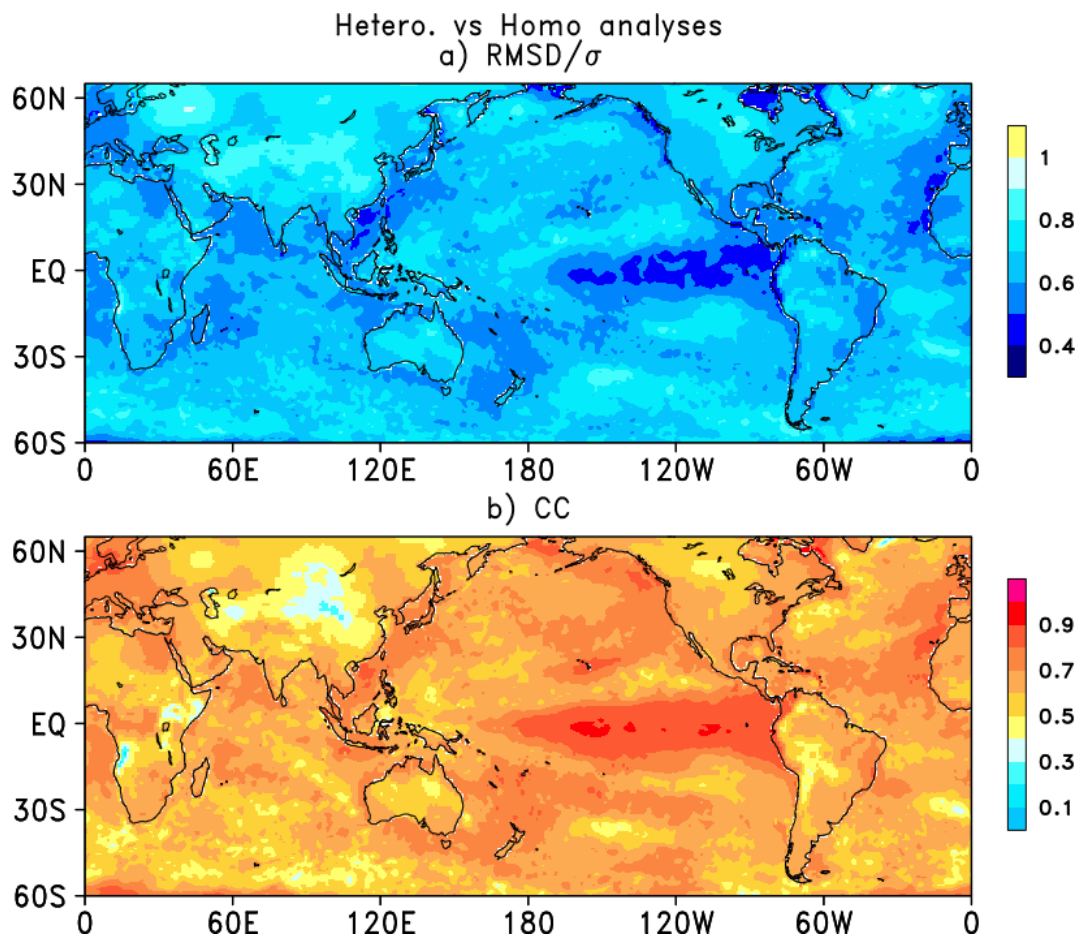 Hetero. vs Homo analyses
a) RMSD/σ
60N
30N
EQ
30S
60S
0 60E 120E 180 120W 60W 0
1
0.8
0.6
0.4
b) CC
60N
30N
EQ
30S
60S
0 60E 120E 180 120W 60W 0
0.9
0.7
0.5
0.3
0.1